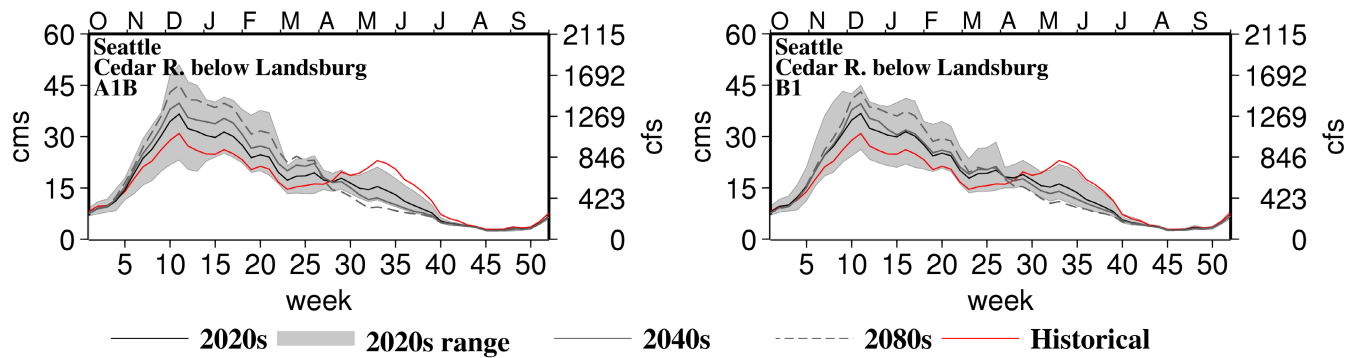 O N D J F M A M J J A S
60 2115
Seattle
Cedar R. below Landsburg
A1B
45 1692
30 1269
846
15 423
0 0
cms
cfs
5 10 15 20 25 30 35 40 45 50
week
O N D J F M A M J J A S
60 2115
Seattle
Cedar R. below Landsburg
B1
45 1692
30 1269
846
15 423
0 0
cms
cfs
5 10 15 20 25 30 35 40 45 50
week
2020s 2020s range 2040s 2080s Historical